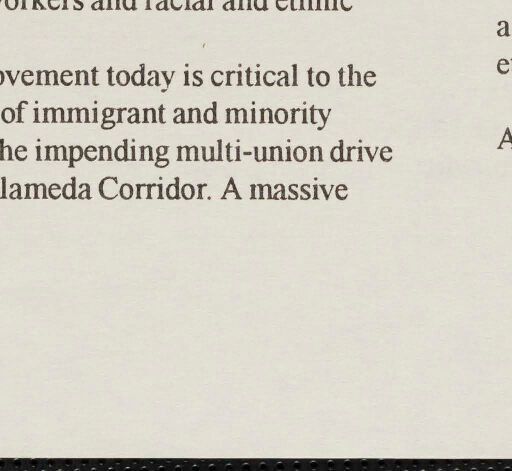 workers and racial and ethnic
ovement today is critical to the
of immigrant and minority
he impending multi-union drive
lameda Corridor. A massive
a
e
A